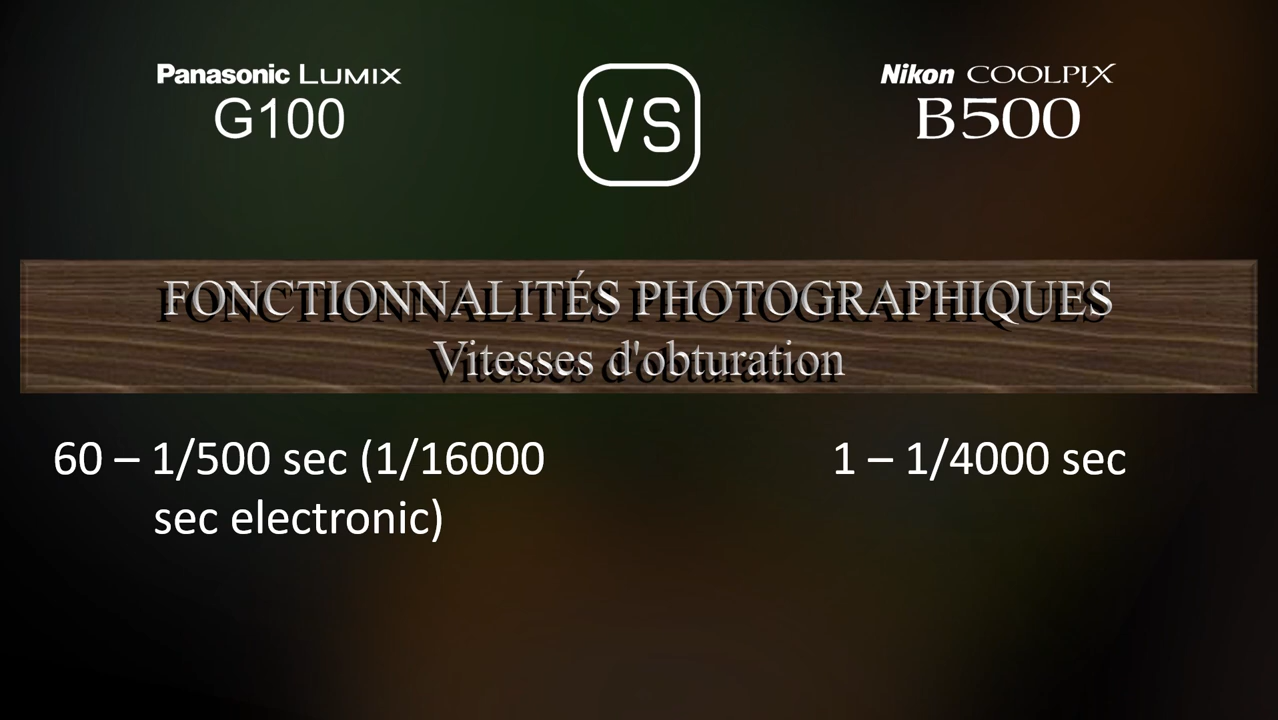 Panasonic LUMIX
G100
VS
Nikon COOLPIX
B500
FONCTIONNALITÉS PHOTOGRAPHIQUES
Vitesses d'obturation
60 – 1/500 sec (1/16000
sec electronic)
1 – 1/4000 sec